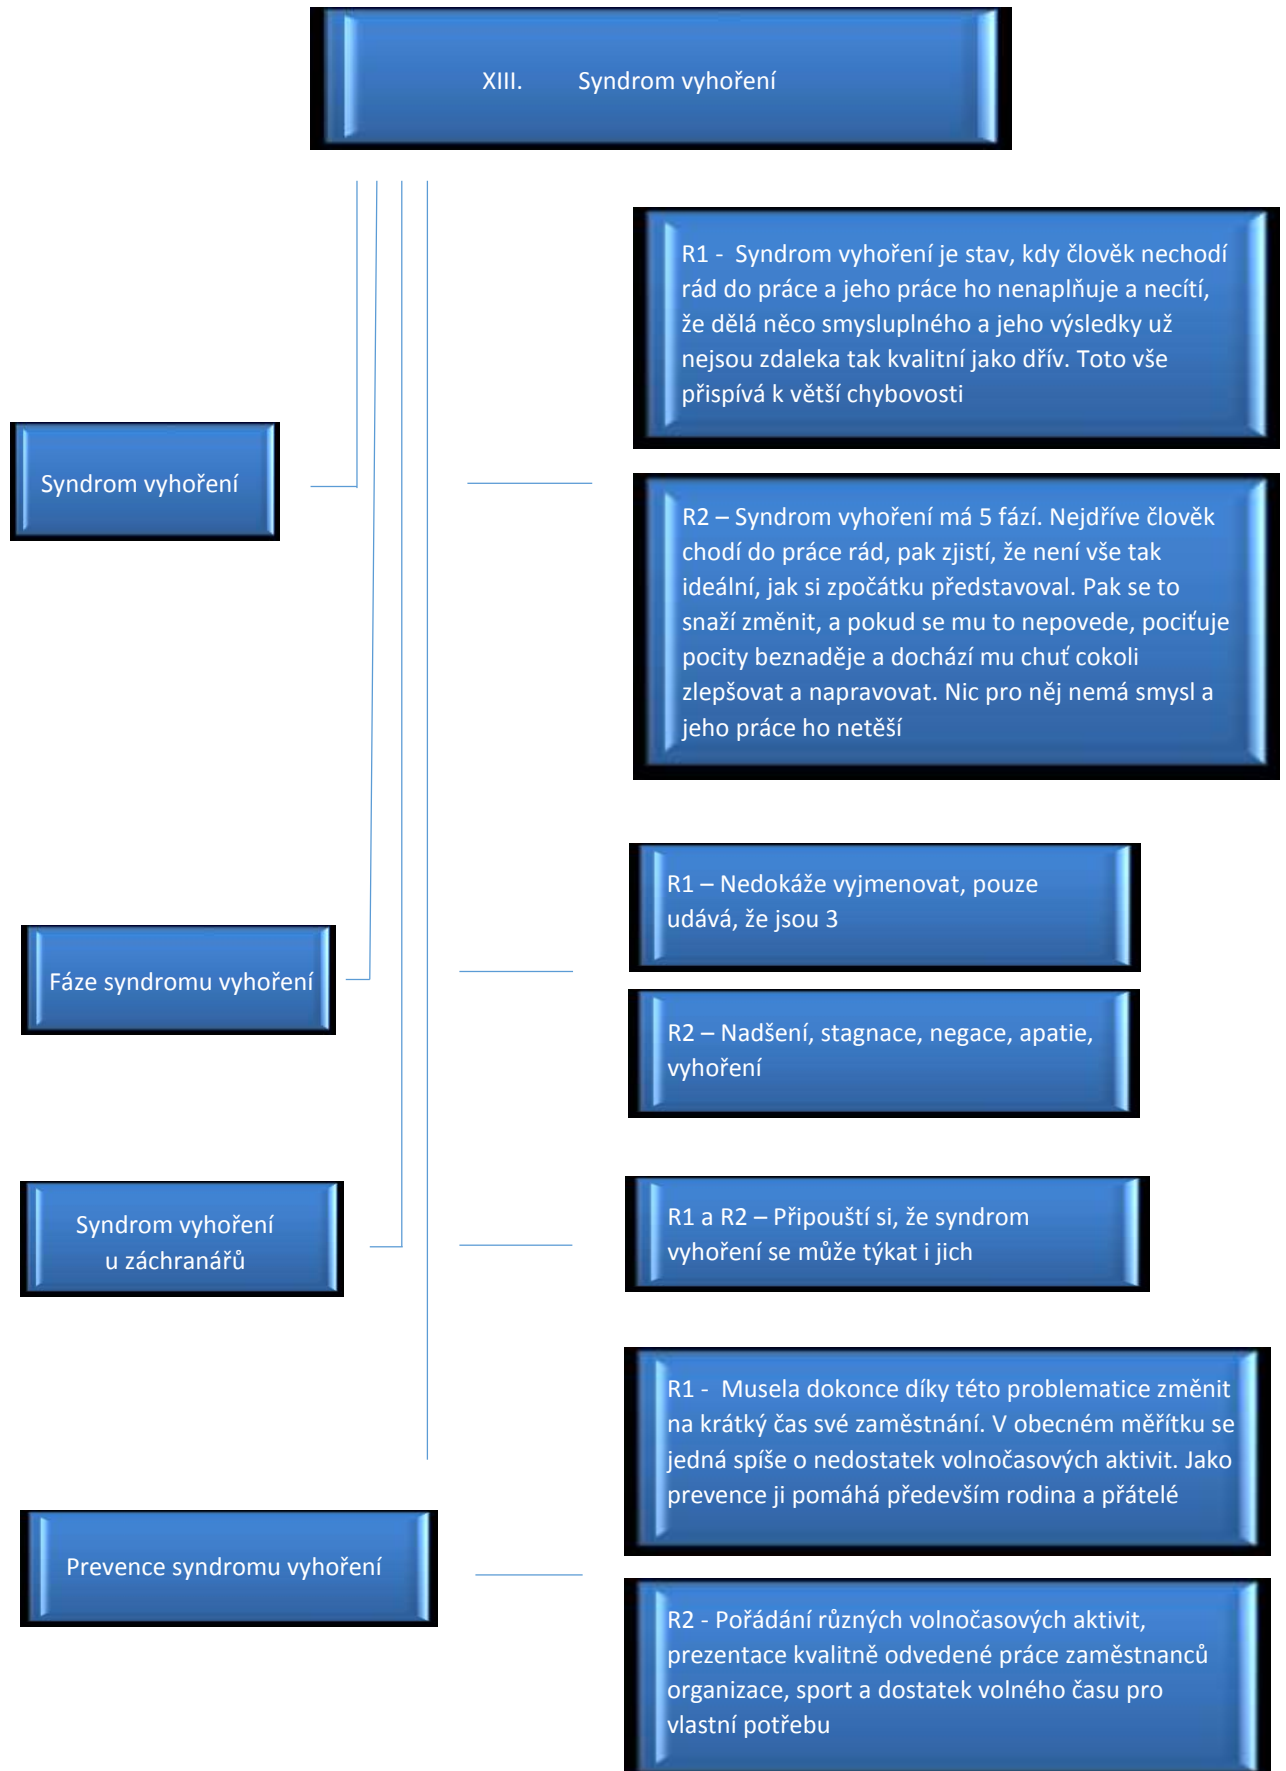 XIII. Syndrom vyhoření
R1 - Syndrom vyhoření je stav, kdy člověk nechodí
rád do práce a jeho práce ho nenaplňuje a necítí,
že dělá něco smysluplného a jeho výsledky už
nejsou zdaleka tak kvalitní jako dřív. Toto vše
přispívá k větší chybovosti
Syndrom vyhoření
R2 – Syndrom vyhoření má 5 fází. Nejdříve člověk
chodí do práce rád, pak zjistí, že není vše tak
ideální, jak si zpočátku představoval. Pak se to
snaží změnit, a pokud se mu to nepovede, pociťuje
pocity beznaděje a dochází mu chuť cokoli
zlepšovat a napravovat. Nic pro něj nemá smysl a
jeho práce ho netěší
R1 – Nedokáže vyjmenovat, pouze
udává, že jsou 3
Fáze syndromu vyhoření
R2 – Nadšení, stagnace, negace, apatie,
vyhoření
Syndrom vyhoření
u záchranářů
R1 a R2 – Připouští si, že syndrom
vyhoření se může týkat i jich
R1 - Musela dokonce díky této problematice změnit
na krátký čas své zaměstnání. V obecném měřítku se
jedná spíše o nedostatek volnočasových aktivit. Jako
prevence ji pomáhá především rodina a přátelé
Prevence syndromu vyhoření
R2 - Pořádání různých volnočasových aktivit,
prezentace kvalitně odvedené práce zaměstnanců
organizace, sport a dostatek volného času pro
vlastní potřebu